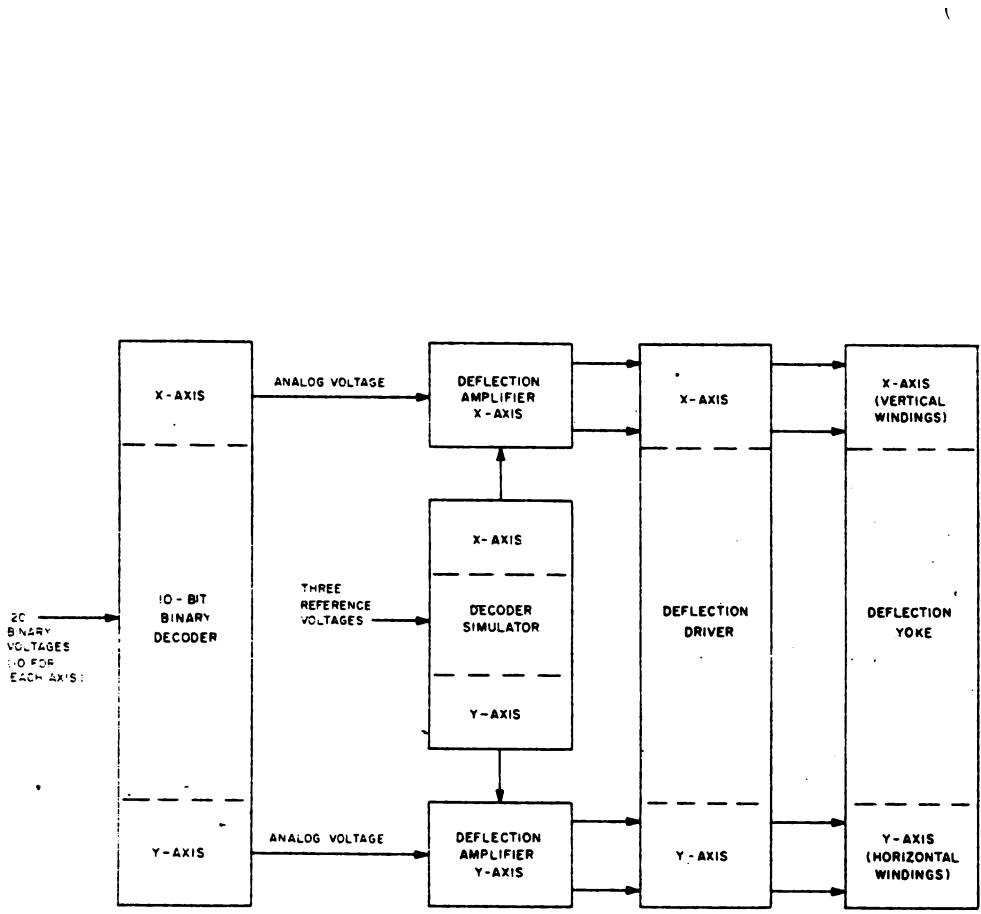 20
BINARY
VOLTAGES
(10 FOR
EACH AXIS)
X-AXIS
10-BIT
BINARY
DECODER
Y-AXIS
ANALOG VOLTAGE
ANALOG VOLTAGE
THREE
REFERENCE
VOLTAGES
DEFLECTION
AMPLIFIER
X-AXIS
X-AXIS
DECODER
SIMULATOR
Y-AXIS
DEFLECTION
AMPLIFIER
Y-AXIS
X-AXIS
DEFLECTION
DRIVER
Y-AXIS
X-AXIS
(VERTICAL
WINDINGS)
DEFLECTION
YOKE
Y-AXIS
(HORIZONTAL
WINDINGS)